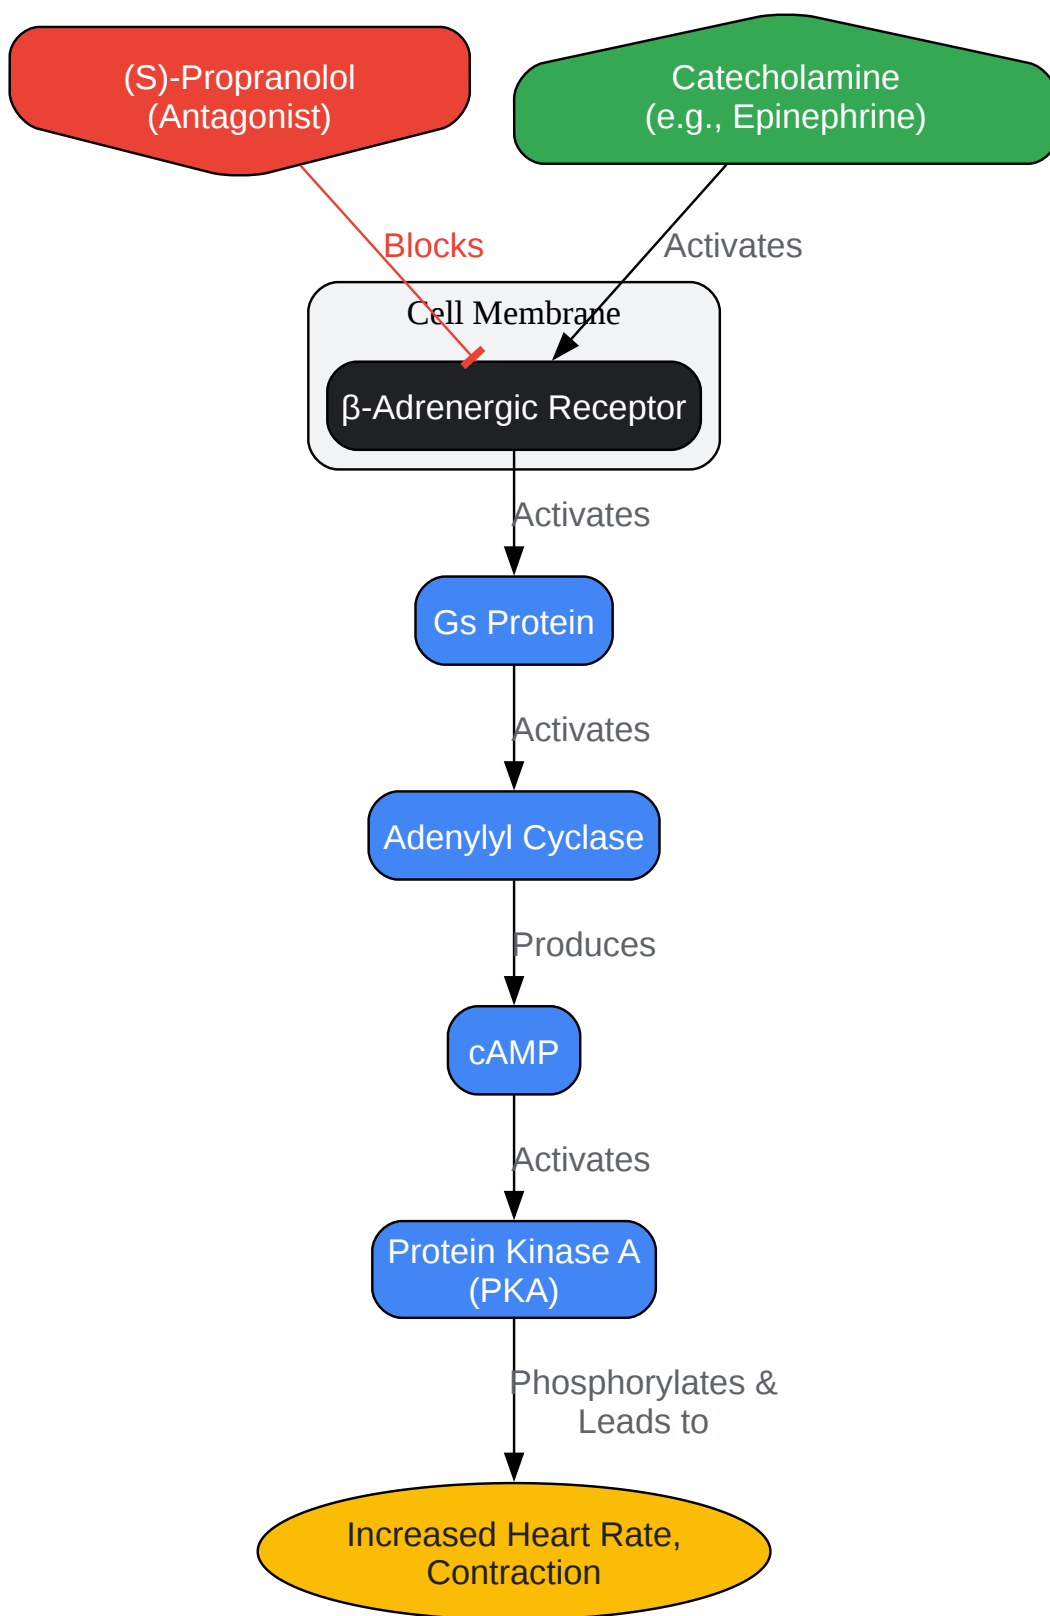 (S)-Propranolol
(Antagonist)
Catecholamine
(e.g., Epinephrine)
Blocks
Activates
Cell Membrane
β-Adrenergic Receptor
Activates
Gs Protein
Activates
Adenylyl Cyclase
Produces
cAMP
Activates
Protein Kinase A
(PKA)
Phosphorylates &
Leads to
Increased Heart Rate,
Contraction